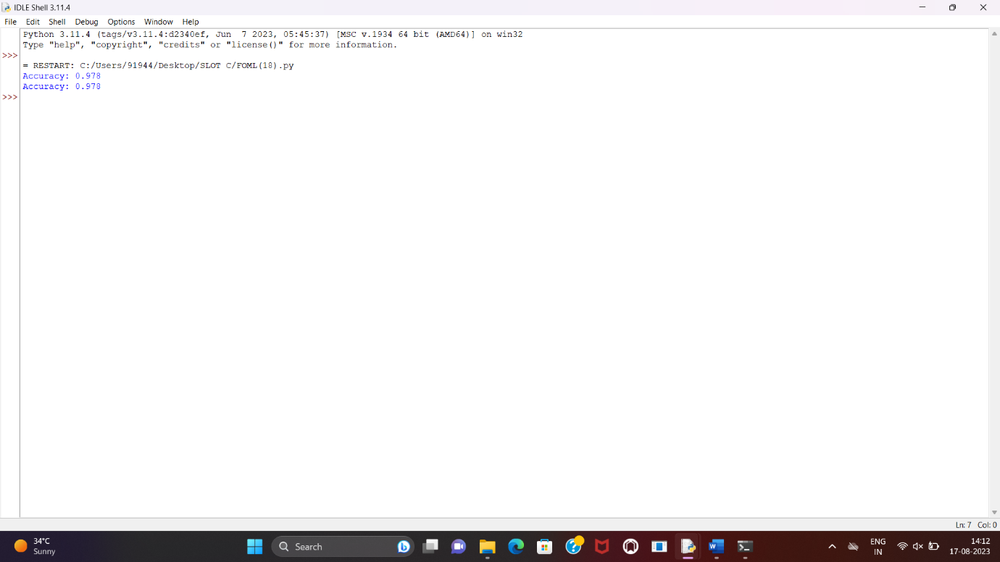 IDLE Shell 3.11.4
File Edit Shell Debug Options Window Help
Python 3.11.4 (tags/v3.11.4:d2340ef, Jun  7 2023, 05:45:37) [MSC v.1934 64 bit (AMD64)] on win32
Type "help", "copyright", "credits" or "license()" for more information.
>>>
= RESTART: C:/Users/91944/Desktop/SLOT C/FOML(18).py
Accuracy: 0.978
Accuracy: 0.978
>>>
Ln: 7 Col: 0
34°C
Sunny
Search
ENG
IN
14:12
17-08-2023